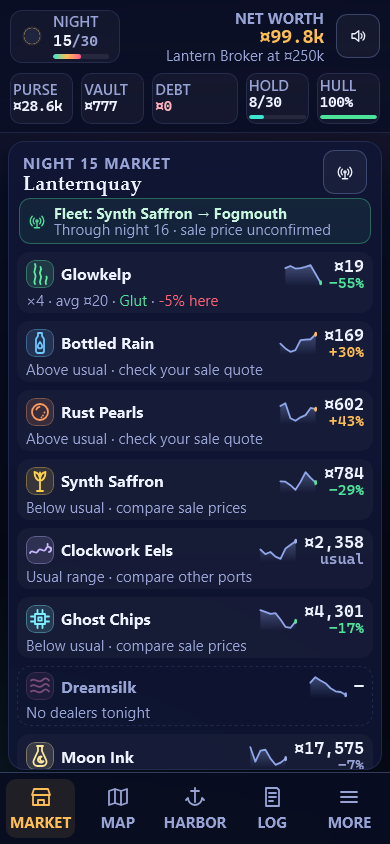 NIGHT
15/30
NET WORTH
¤99.8k
Lantern Broker at ¤250k
PURSE
¤28.6k
VAULT
¤777
DEBT
¤0
HOLD
8/30
HULL
100%
NIGHT 15 MARKET
Lanternquay
Fleet: Synth Saffron → Fogmouth
Through night 16 · sale price unconfirmed
Glowkelp
¤19
-55%
×4 · avg ¤20 · Glut · -5% here
Bottled Rain
¤169
+30%
Above usual · check your sale quote
Rust Pearls
¤602
+43%
Above usual · check your sale quote
Synth Saffron
¤784
-29%
Below usual · compare sale prices
Clockwork Eels
¤2,358
usual
Usual range · compare other ports
Ghost Chips
¤4,301
-17%
Below usual · compare sale prices
Dreamsilk
—
No dealers tonight
Moon Ink
¤17,575
-7%
MARKET
MAP
HARBOR
LOG
MORE